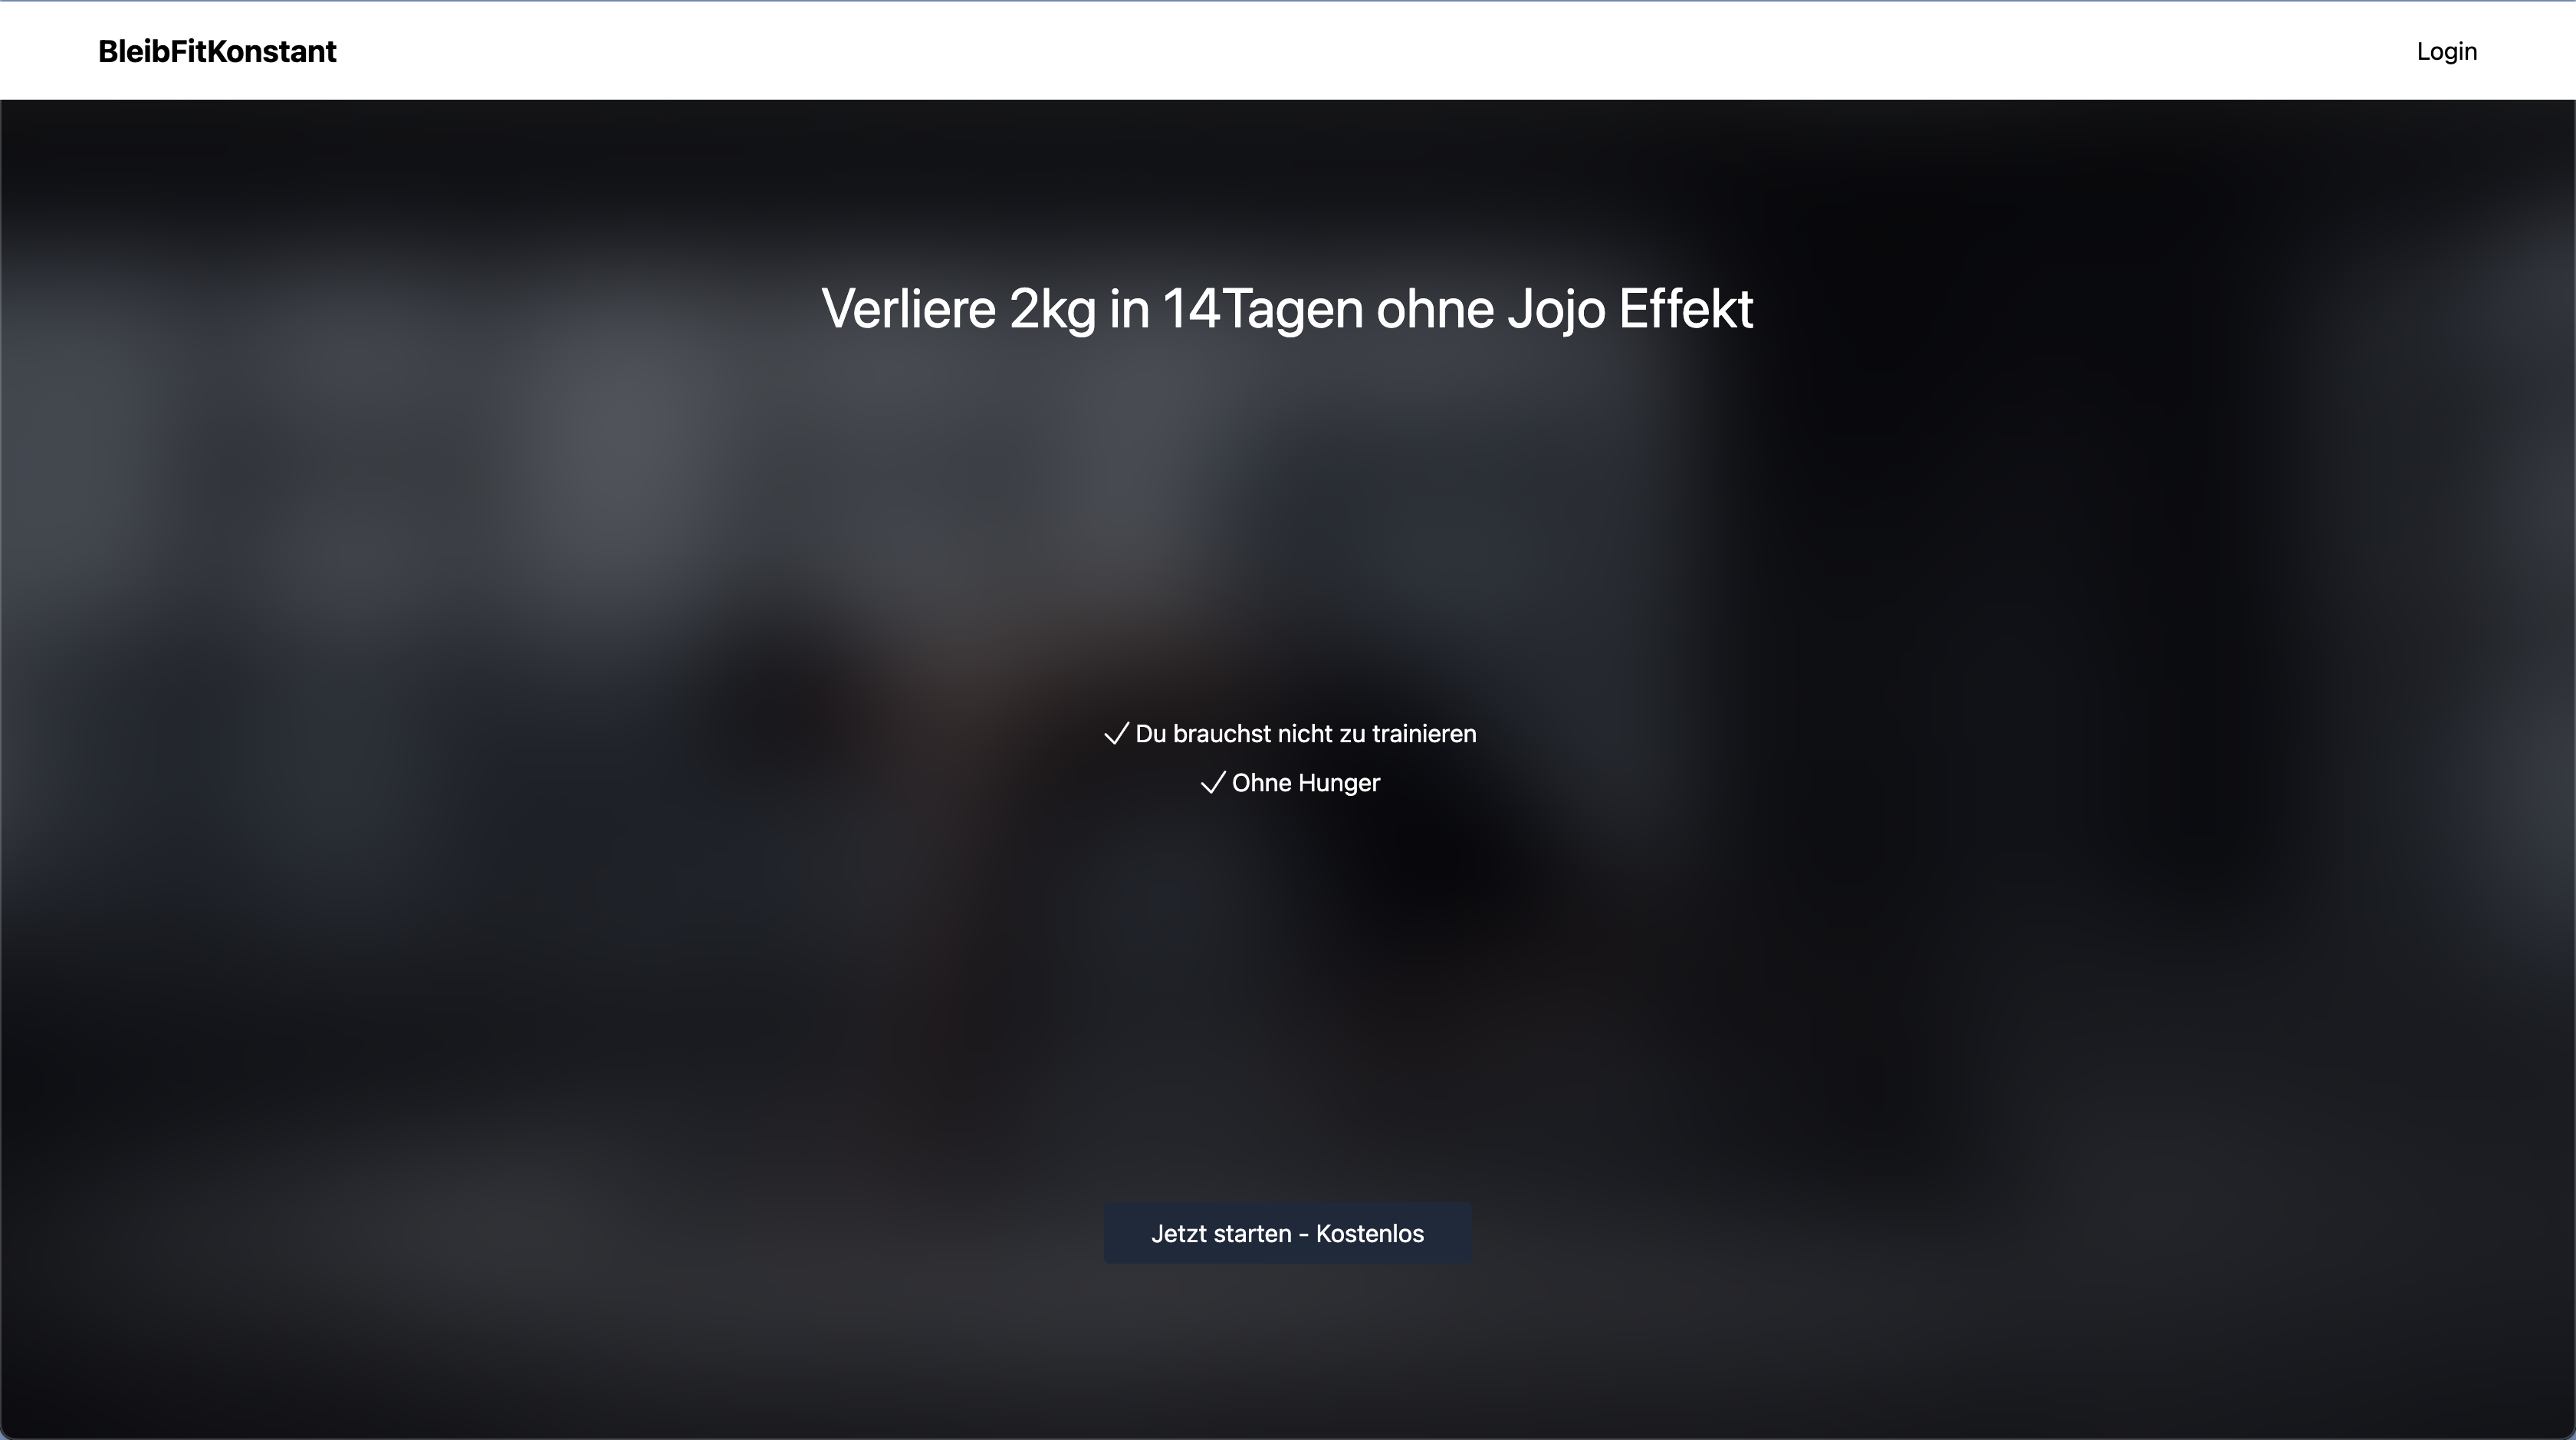 BleibFitKonstant
Login
Verliere 2kg in 14Tagen ohne Jojo Effekt
✓ Du brauchst nicht zu trainieren
✓ Ohne Hunger
Jetzt starten - Kostenlos